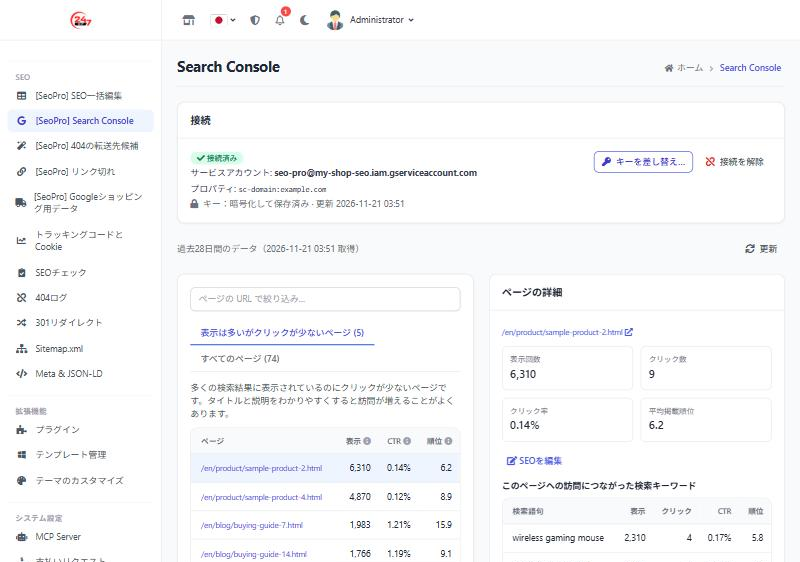 247
1
Administrator
SEO
[SeoPro] SEO一括編集
[SeoPro] Search Console
[SeoPro] 404の転送先候補
[SeoPro] リンク切れ
[SeoPro] Googleショッピン
グ用データ
トラッキングコードと
Cookie
SEOチェック
404ログ
301リダイレクト
Sitemap.xml
Meta & JSON-LD
拡張機能
プラグイン
テンプレート管理
テーマのカスタマイズ
システム設定
MCP Server
支払いリクエスト
Search Console
ホーム > Search Console
接続
接続済み
サービスアカウント: seo-pro@my-shop-seo.iam.gserviceaccount.com
プロパティ: sc-domain:example.com
キー：暗号化して保存済み · 更新 2026-11-21 03:51
キーを差し替え...
接続を解除
過去28日間のデータ（2026-11-21 03:51 取得）
更新
ページの URL で絞り込み...
表示は多いがクリックが少ないページ (5)
すべてのページ (74)
多くの検索結果に表示されているのにクリックが少ないページで
す。タイトルと説明をわかりやすくすると訪問が増えることがよく
あります。
ページ 表示 CTR 順位
/en/product/sample-product-2.html 6,310 0.14% 6.2
/en/product/sample-product-4.html 4,870 0.12% 8.9
/en/blog/buying-guide-7.html 1,983 1.21% 15.9
/en/blog/buying-guide-14.html 1,766 1.19% 9.1
ページの詳細
/en/product/sample-product-2.html
表示回数
6,310
クリック数
9
クリック率
0.14%
平均掲載順位
6.2
SEOを編集
このページへの訪問につながった検索キーワード
検索語句 表示 クリック CTR 順位
wireless gaming mouse 2,310 4 0.17% 5.8